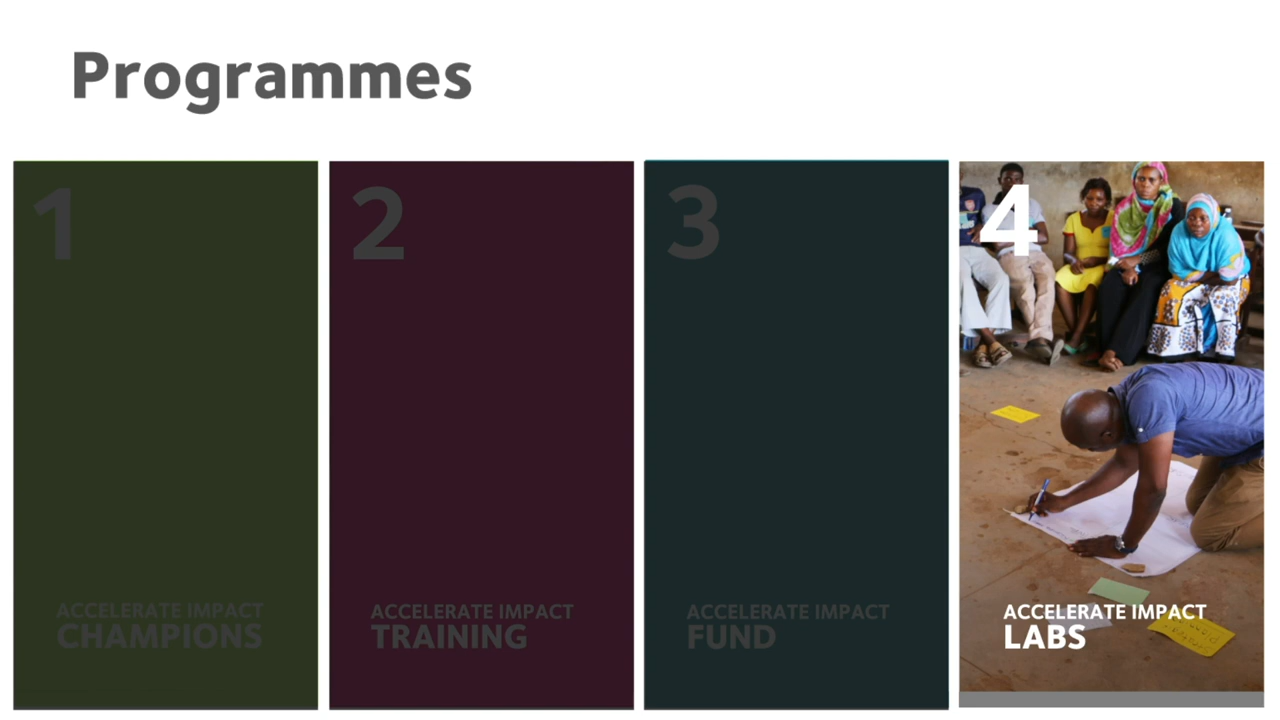 Programmes
1
ACCELERATE IMPACT
CHAMPIONS
2
ACCELERATE IMPACT
TRAINING
3
ACCELERATE IMPACT
FUND
4
ACCELERATE IMPACT
LABS